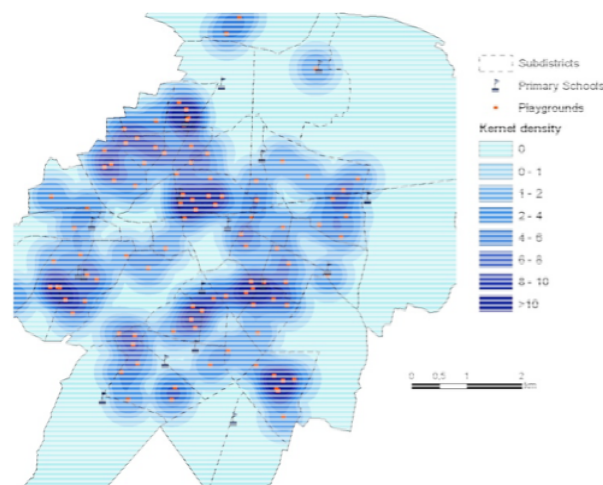 Subdistricts
Primary Schools
Playgrounds
Kernel density
0
0 - 1
1 - 2
2 - 4
4 - 6
6 - 8
8 - 10
>10
0 0,5 1 2
km